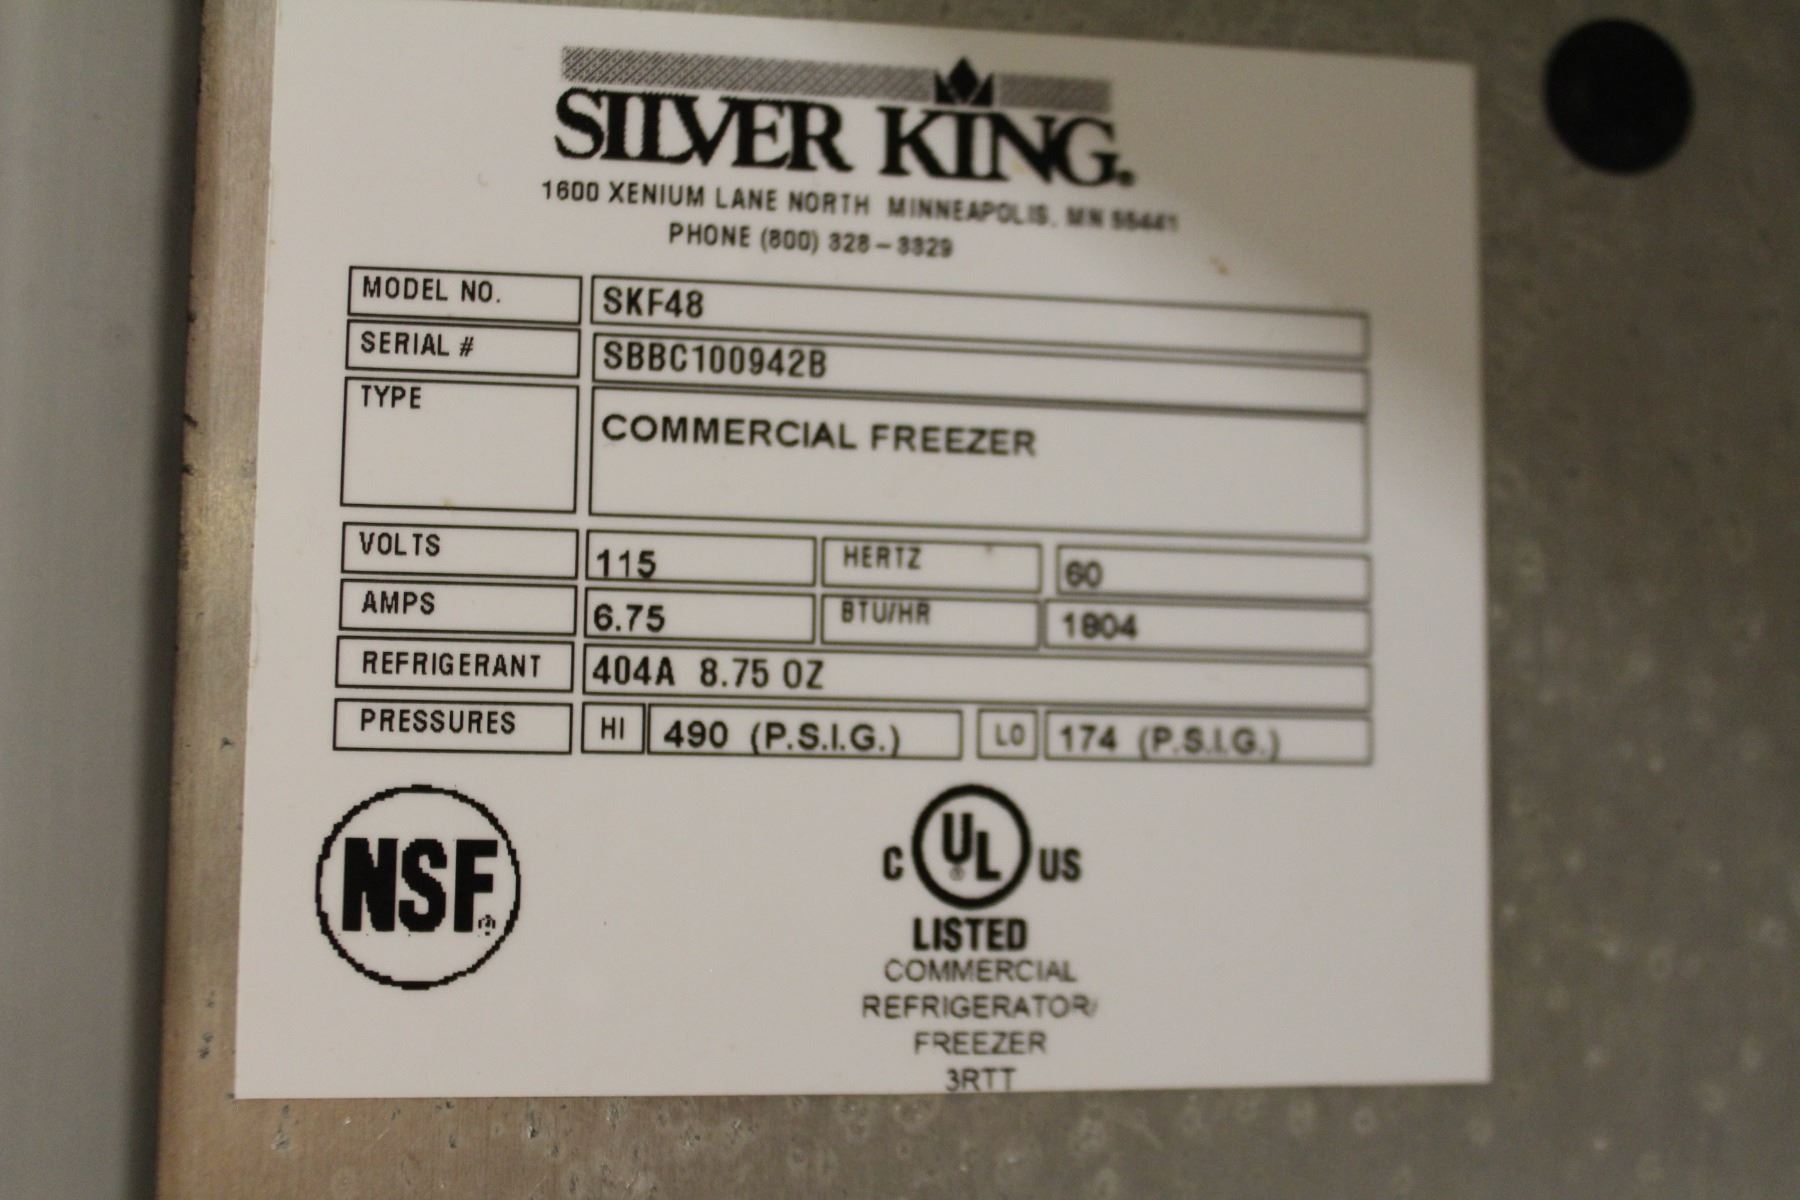 SILVER KING®
1600 XENIUM LANE NORTH MINNEAPOLIS, MN 55441
PHONE (800) 328-3329
MODEL NO. SKF48
SERIAL # SBBC100942B
TYPE COMMERCIAL FREEZER
VOLTS 115 HERTZ 60
AMPS 6.75 BTU/HR 1804
REFRIGERANT 404A 8.75 OZ
PRESSURES HI 490 (P.S.I.G.) LO 174 (P.S.I.G.)
NSF®
C UL® US
LISTED
COMMERCIAL
REFRIGERATOR/
FREEZER
3RTT